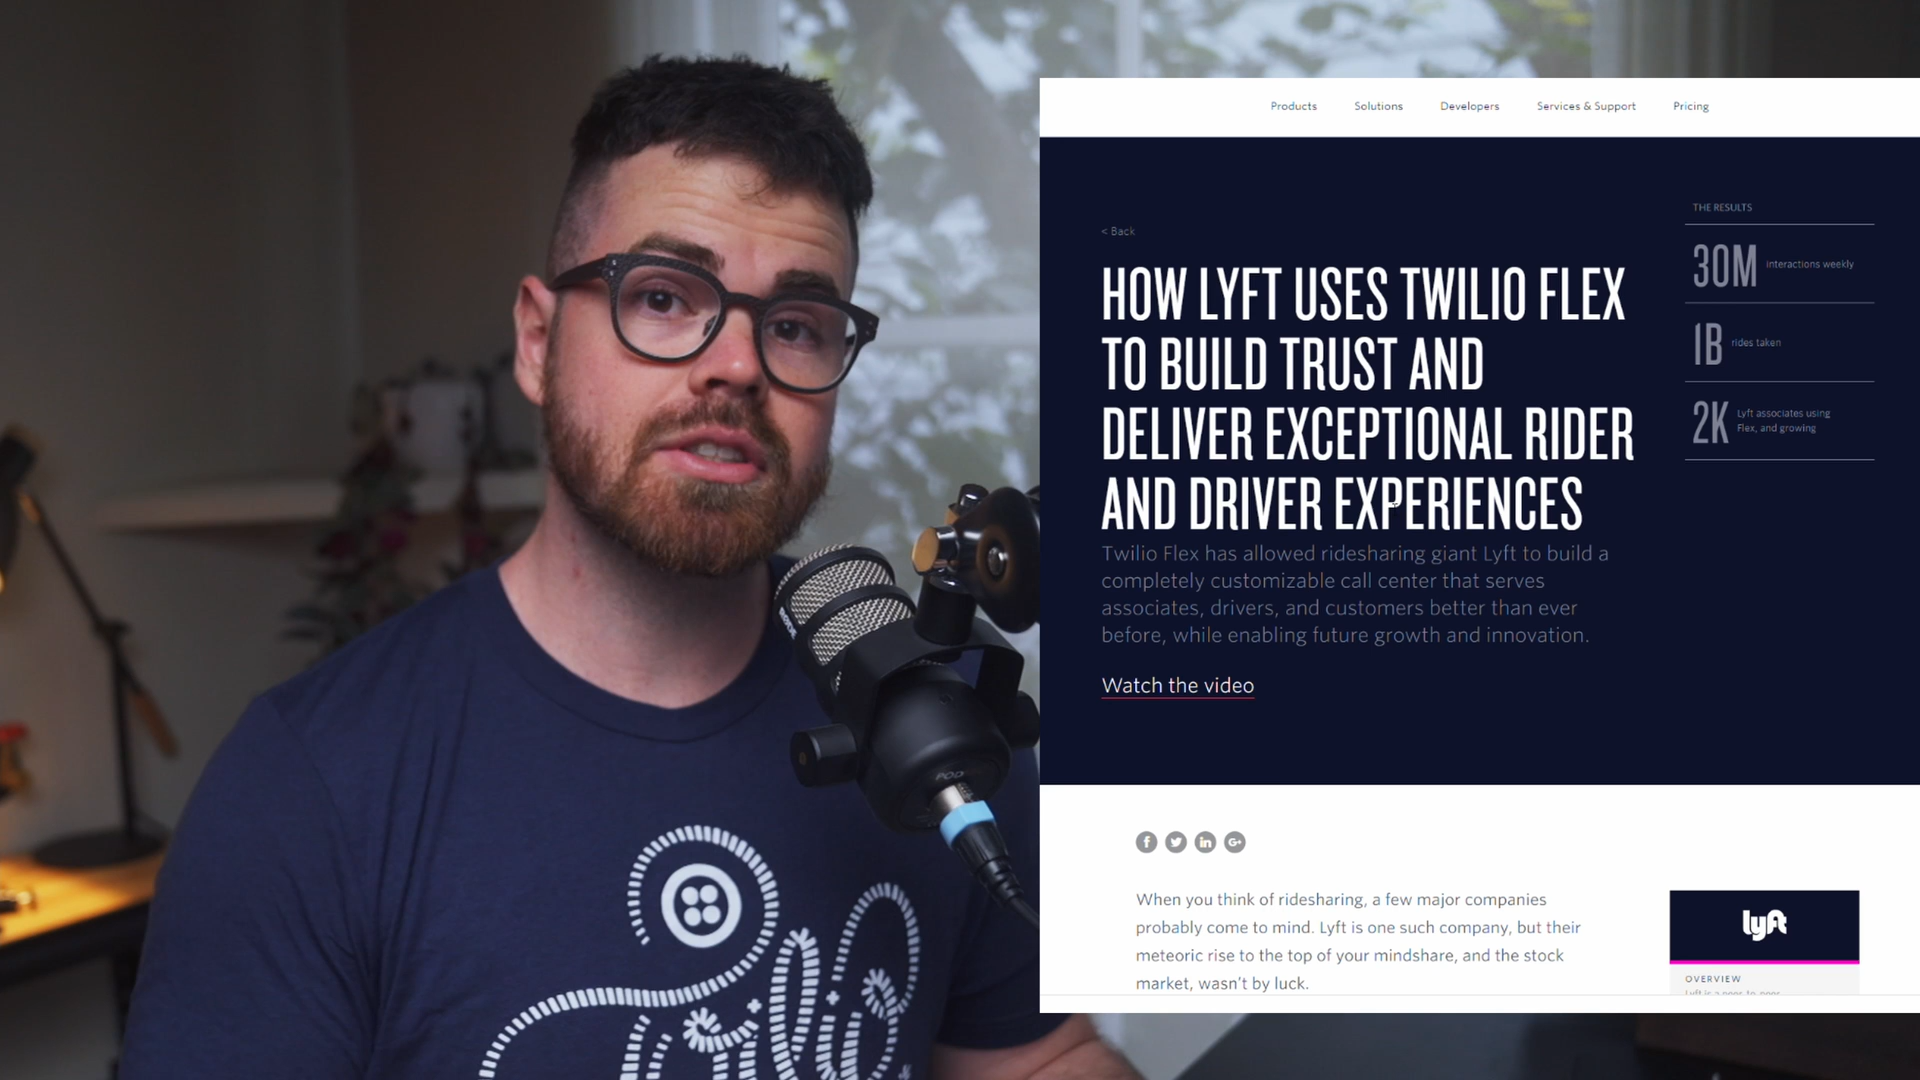 Products Solutions Developers Services & Support Pricing
< Back
HOW LYFT USES TWILIO FLEX
TO BUILD TRUST AND
DELIVER EXCEPTIONAL RIDER
AND DRIVER EXPERIENCES
Twilio Flex has allowed ridesharing giant Lyft to build a
completely customizable call center that serves
associates, drivers, and customers better than ever
before, while enabling future growth and innovation.
Watch the video
THE RESULTS
30M interactions weekly
1B rides taken
2K Lyft associates using
Flex, and growing
When you think of ridesharing, a few major companies
probably come to mind. Lyft is one such company, but their
meteoric rise to the top of your mindshare, and the stock
market, wasn't by luck.
lyft
OVERVIEW
POD
Twilio